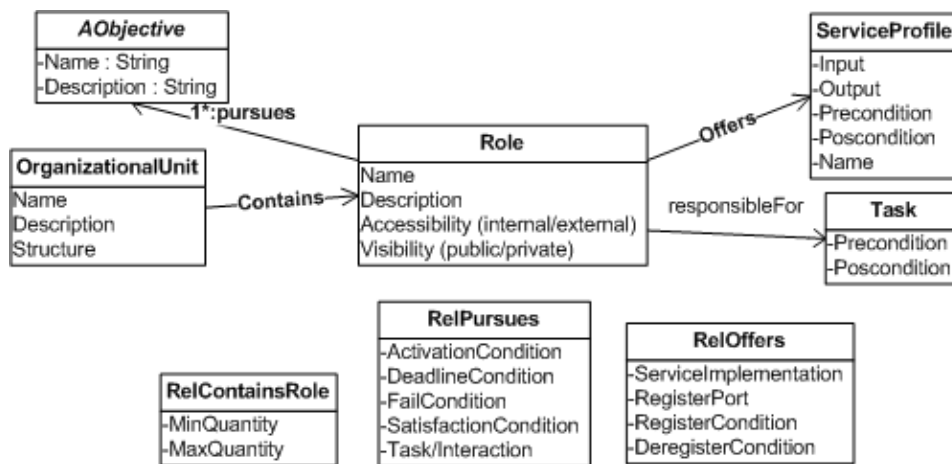 AObjective
-Name : String
-Description : String
1*:pursues
OrganizationalUnit
Name
Description
Structure
Contains
Role
Name
Description
Accessibility (internal/external)
Visibility (public/private)
Offers
ServiceProfile
-Input
-Output
-Precondition
-Poscondition
-Name
responsibleFor
Task
-Precondition
-Poscondition
RelContainsRole
-MinQuantity
-MaxQuantity
RelPursues
-ActivationCondition
-DeadlineCondition
-FailCondition
-SatisfactionCondition
-Task/Interaction
RelOffers
-ServiceImplementation
-RegisterPort
-RegisterCondition
-DeregisterCondition